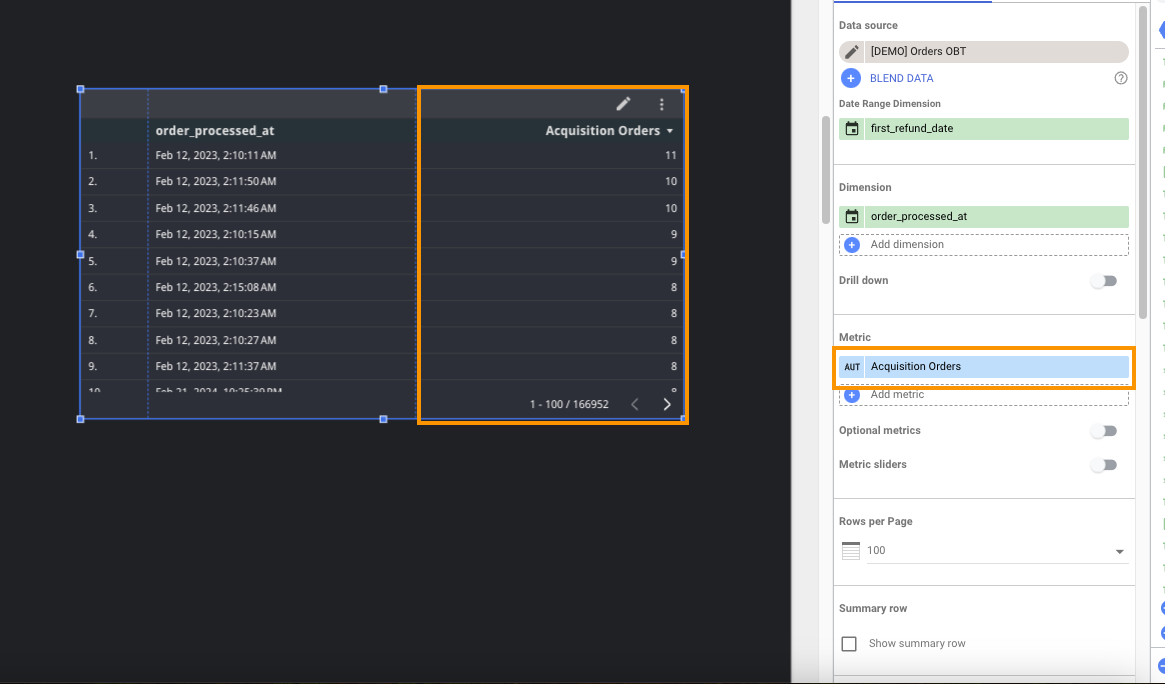 order_processed_at Acquisition Orders
1. Feb 12, 2023, 2:10:11 AM 11
2. Feb 12, 2023, 2:11:50 AM 10
3. Feb 12, 2023, 2:11:46 AM 10
4. Feb 12, 2023, 2:10:15 AM 9
5. Feb 12, 2023, 2:10:37 AM 9
6. Feb 12, 2023, 2:15:08 AM 8
7. Feb 12, 2023, 2:10:23 AM 8
8. Feb 12, 2023, 2:10:27 AM 8
9. Feb 12, 2023, 2:11:37 AM 8
10. Feb 21, 2024, 8
1 - 100 / 166952
Data source
[DEMO] Orders OBT
BLEND DATA
Date Range Dimension
first_refund_date
Dimension
order_processed_at
Add dimension
Drill down
Metric
AUT Acquisition Orders
Add metric
Optional metrics
Metric sliders
Rows per Page
100
Summary row
Show summary row